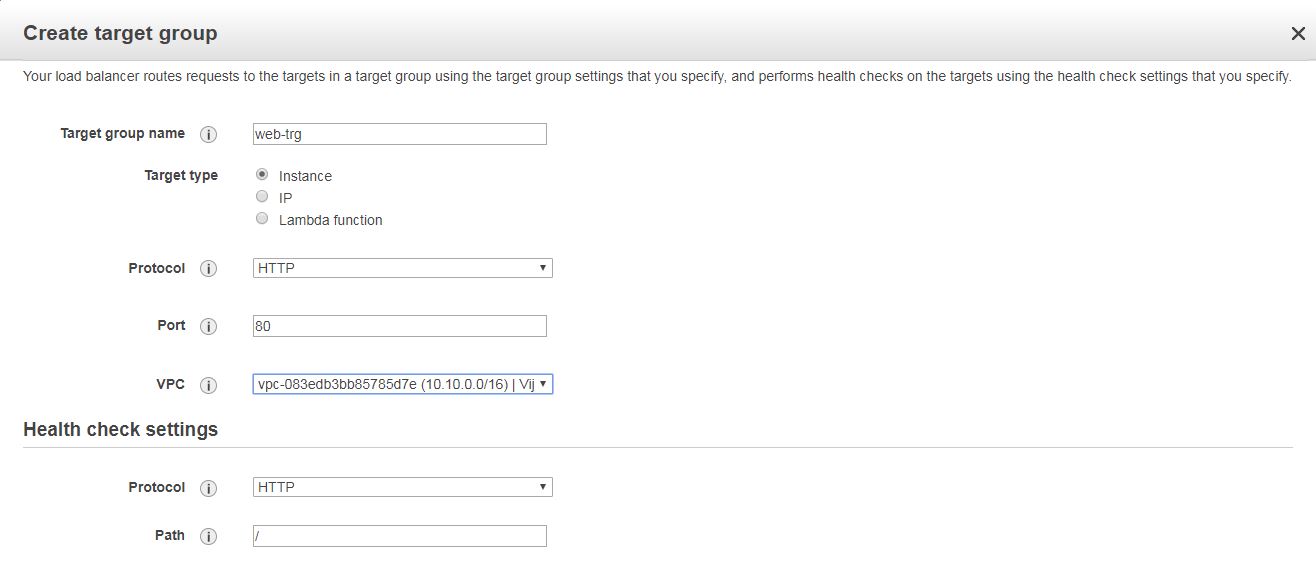 Create target group
Your load balancer routes requests to the targets in a target group using the target group settings that you specify, and performs health checks on the targets using the health check settings that you specify.
Target group name i web-trg
Target type Instance
IP
Lambda function
Protocol i HTTP
Port i 80
VPC i vpc-083edb3bb85785d7e (10.10.0.0/16) | Vij
Health check settings
Protocol i HTTP
Path i /